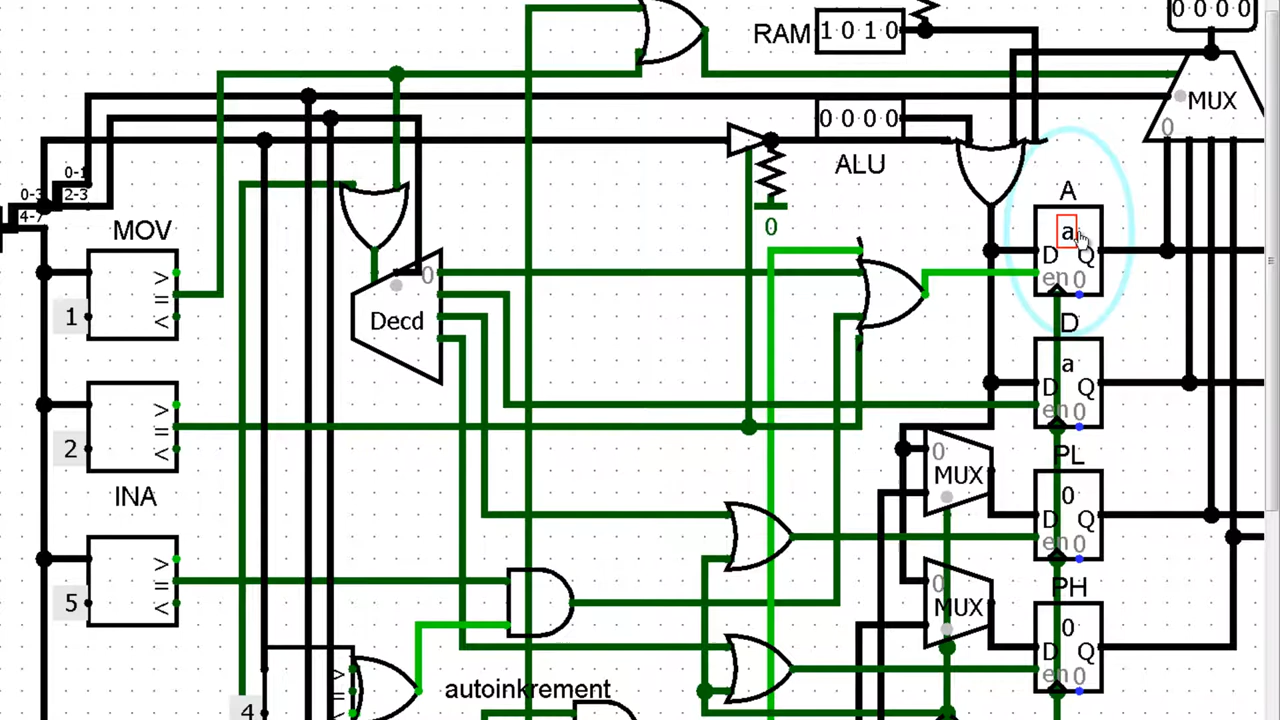 0 0 0 0
RAM
1 0 1 0
MUX
0
0 0 0 0
ALU
0-1
0-3
2-3
4-7
A
a
D Q
en 0
MOV
>
=
<
1
0
Decd
0
D
a
D Q
en 0
>
=
<
2
INA
PL
0
MUX
0
D Q
en 0
>
=
<
5
PH
0
MUX
0
D Q
en 0
>
=
autoinkrement
4